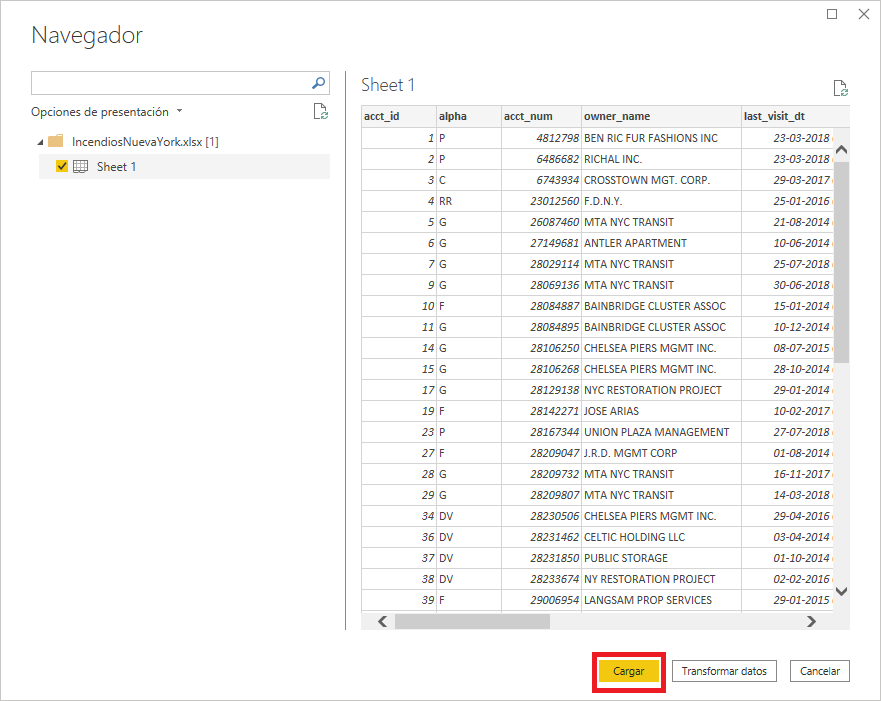 Navegador
Opciones de presentación
IncendiosNuevaYork.xlsx [1]
Sheet 1
Sheet 1
acct_id alpha acct_num owner_name last_visit_dt
1 P 4812798 BEN RIC FUR FASHIONS INC 23-03-2018
2 P 6486682 RICHAL INC. 23-03-2018
3 C 6743934 CROSSTOWN MGT. CORP. 29-03-2017
4 RR 23012560 F.D.N.Y. 25-01-2016
5 G 26087460 MTA NYC TRANSIT 21-08-2014
6 G 27149681 ANTLER APARTMENT 10-06-2014
7 G 28029114 MTA NYC TRANSIT 25-07-2018
9 G 28069136 MTA NYC TRANSIT 30-06-2018
10 F 28084887 BAINBRIDGE CLUSTER ASSOC 15-01-2014
11 G 28084895 BAINBRIDGE CLUSTER ASSOC 10-12-2014
14 G 28106250 CHELSEA PIERS MGMT INC. 08-07-2015
15 G 28106268 CHELSEA PIERS MGMT INC. 28-10-2014
17 G 28129138 NYC RESTORATION PROJECT 29-01-2014
19 F 28142271 JOSE ARIAS 10-02-2017
23 P 28167344 UNION PLAZA MANAGEMENT 27-07-2018
27 F 28209047 J.R.D. MGMT CORP 01-08-2014
28 G 28209732 MTA NYC TRANSIT 16-11-2017
29 G 28209807 MTA NYC TRANSIT 14-03-2018
34 DV 28230506 CHELSEA PIERS MGMT INC. 29-04-2016
36 DV 28231462 CELTIC HOLDING LLC 03-04-2014
37 DV 28231850 PUBLIC STORAGE 01-10-2014
38 DV 28233674 NY RESTORATION PROJECT 02-02-2016
39 F 29006954 LANGSAM PROP SERVICES 29-01-2015
Cargar
Transformar datos
Cancelar